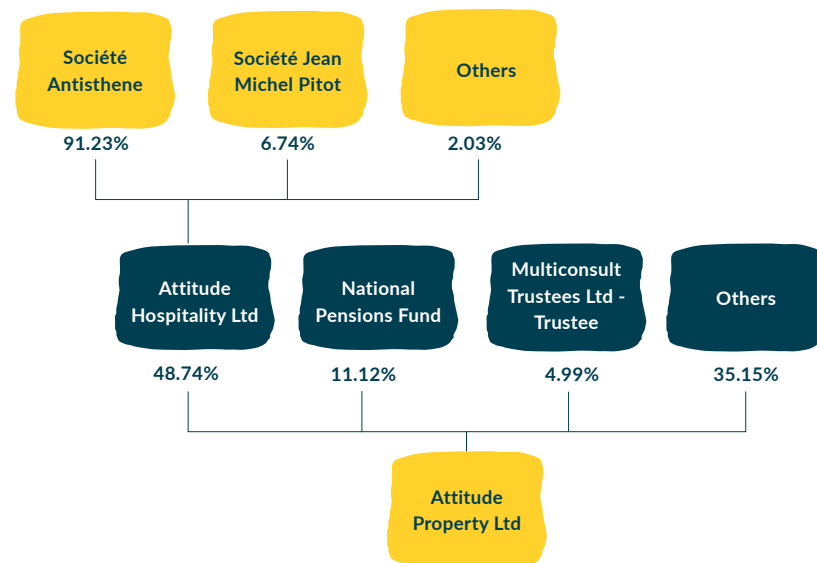 Société
Antisthene
Société Jean
Michel Pitot
Others
91.23%
6.74%
2.03%
Attitude
Hospitality Ltd
National
Pensions Fund
Multiconsult
Trustees Ltd -
Trustee
Others
48.74%
11.12%
4.99%
35.15%
Attitude
Property Ltd